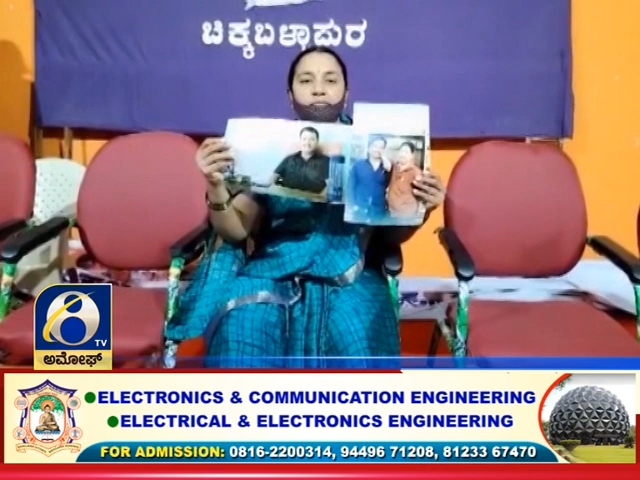 ಚಿಕ್ಕಬಳ್ಳಾಪುರ
TV
ಅಮೋಘ್
ELECTRONICS & COMMUNICATION ENGINEERING
ELECTRICAL & ELECTRONICS ENGINEERING
FOR ADMISSION: 0816-2200314, 94496 71208, 81233 67470